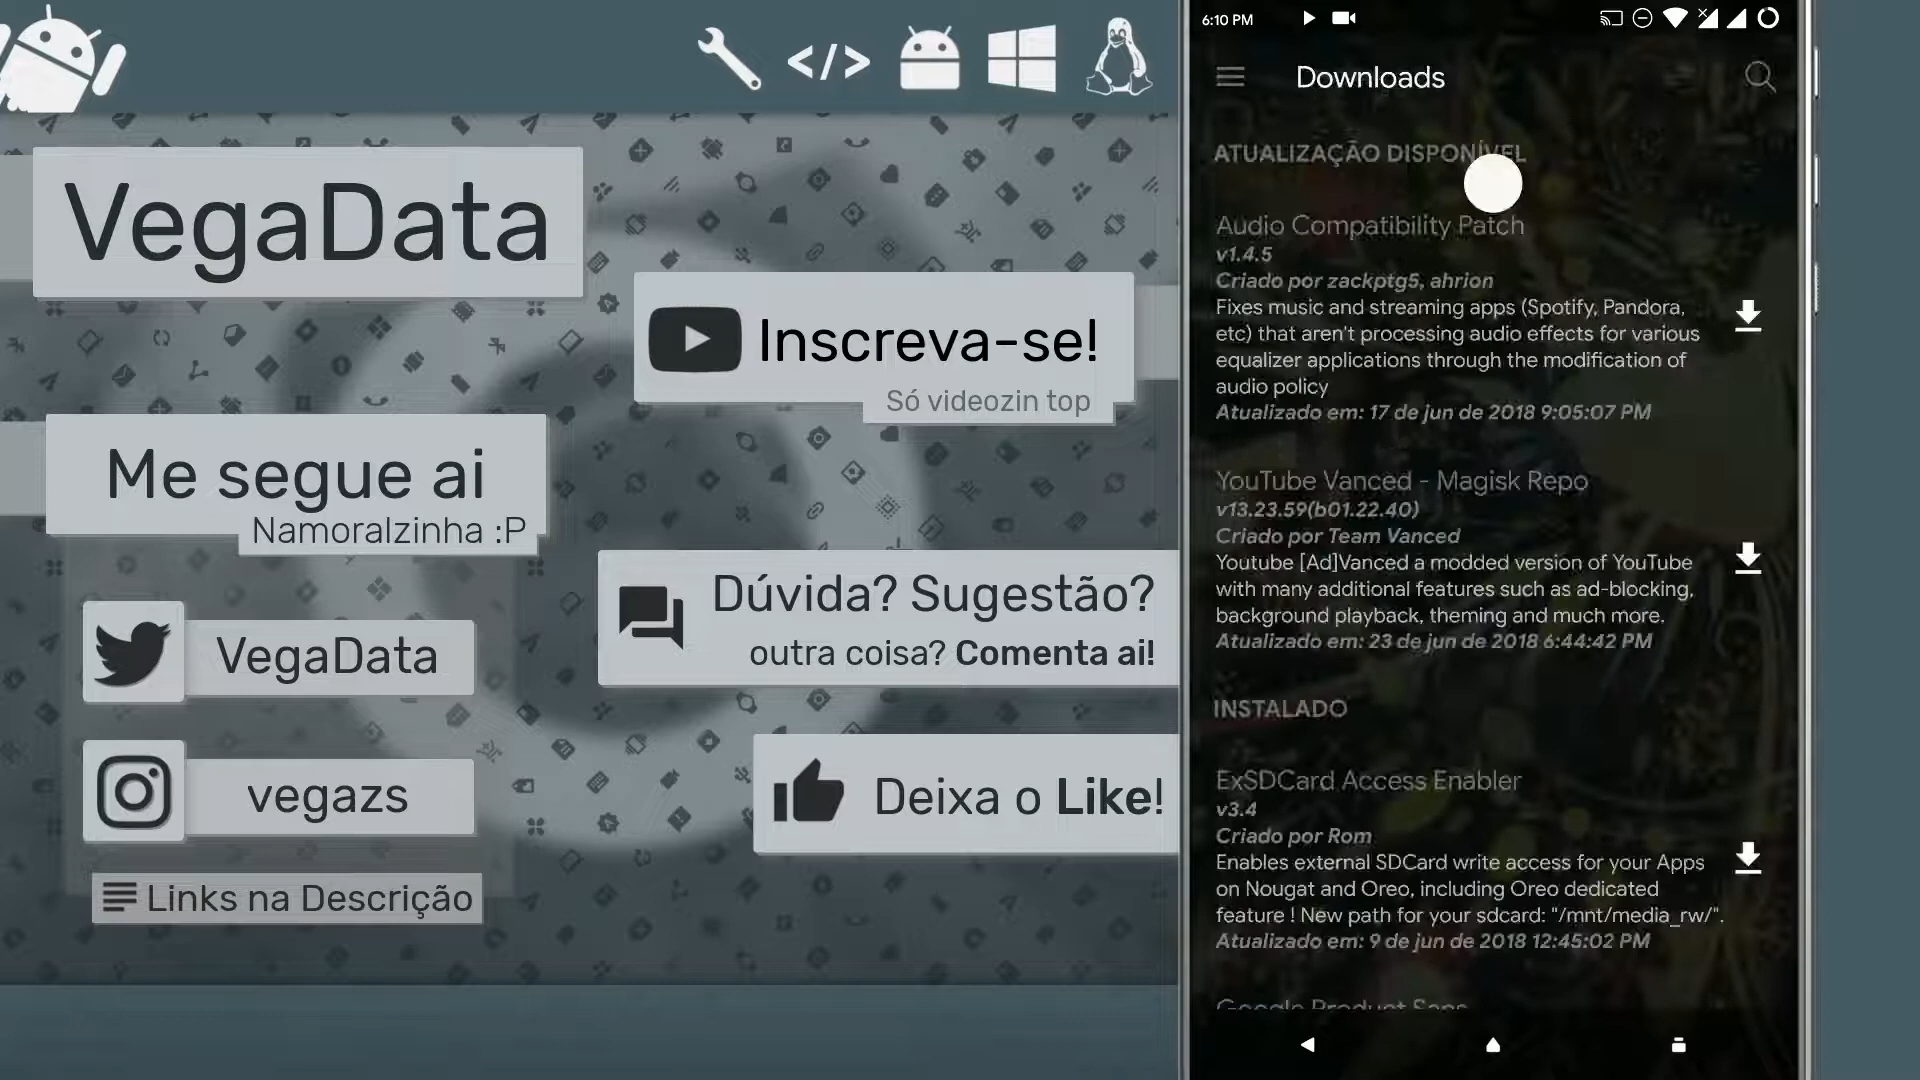 VegaData
Inscreva-se!
Só videozin top
Me segue ai
Namoralzinha :P
Dúvida? Sugestão?
outra coisa? Comenta ai!
VegaData
vegazs
Deixa o Like!
Links na Descrição
6:10 PM
Downloads
ATUALIZAÇÃO DISPONÍVEL
Audio Compatibility Patch
v1.4.5
Criado por zackptg5, ahrion
Fixes music and streaming apps (Spotify, Pandora,
etc) that aren't processing audio effects for various
equalizer applications through the modification of
audio policy
Atualizado em: 17 de jun de 2018 9:05:07 PM
YouTube Vanced - Magisk Repo
v13.23.59(b01.22.40)
Criado por Team Vanced
Youtube [Ad]Vanced a modded version of YouTube
with many additional features such as ad-blocking,
background playback, theming and much more.
Atualizado em: 23 de jun de 2018 6:44:42 PM
INSTALADO
ExSDCard Access Enabler
v3.4
Criado por Rom
Enables external SDCard write access for your Apps
on Nougat and Oreo, including Oreo dedicated
feature ! New path for your sdcard: "/mnt/media_rw/".
Atualizado em: 9 de jun de 2018 12:45:02 PM
Google Product Sans